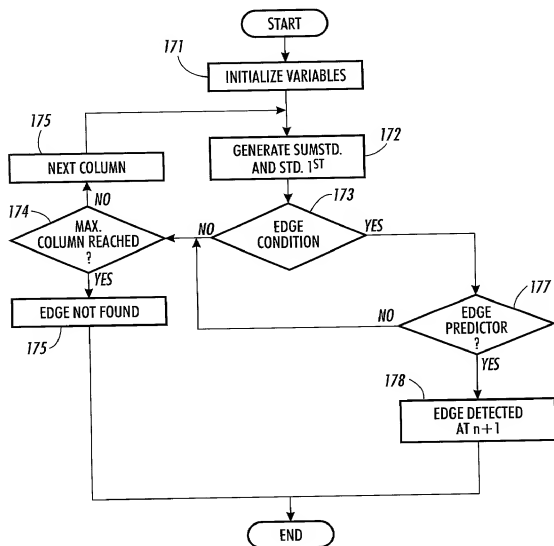 START
171
INITIALIZE VARIABLES
175
172
NEXT COLUMN
GENERATE SUMSTD.
AND STD. 1ST
NO
173
174
MAX.
COLUMN REACHED
?
NO
EDGE
CONDITION
YES
YES
EDGE NOT FOUND
175
NO
177
EDGE
PREDICTOR
?
YES
178
EDGE DETECTED
AT n+1
END